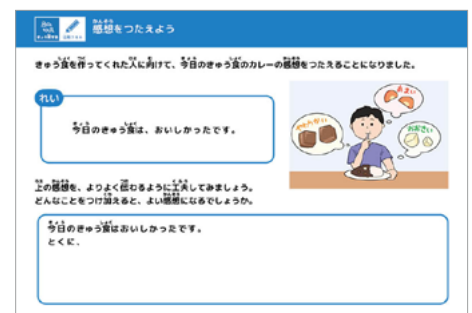 感想をつたえよう
きゅう食を作ってくれた人に向けて、今日のきゅう食のカレーの感想をつたえることになりました。
れい
今日のきゅう食は、おいしかったです。
あまい
やわらかい
おおきい
上の感想を、よりよく伝わるように工夫してみましょう。
どんなことをつけ加えると、よい感想になるでしょうか。
今日のきゅう食はおいしかったです。
とくに、